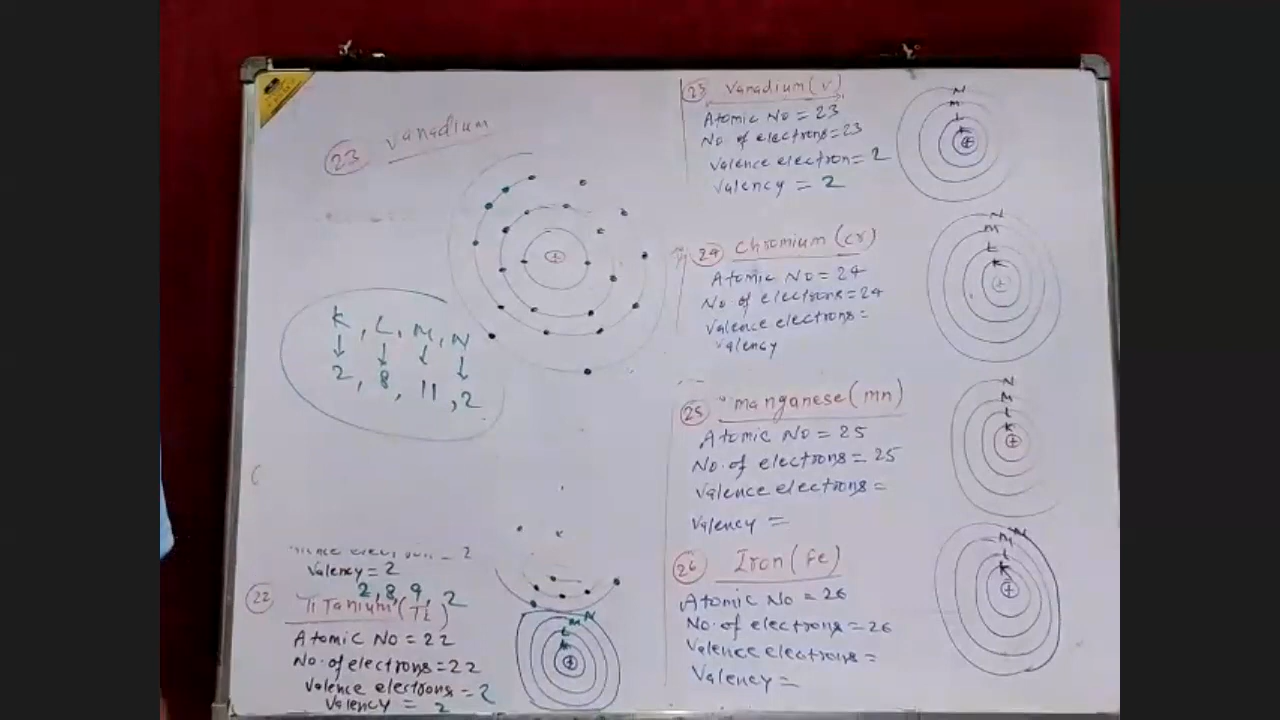 23 Vanadium
K, L, M, N
2, 8, 11, 2
Valency = 2
2, 8, 9, 2
22 TiTanium (Ti)
Atomic No = 22
No. of electrons = 22
Valence electrons = 2
Valency = 2
N
M
L
K
+
23 Vanadium (V)
Atomic No = 23
No of electrons = 23
Valence electron = 2
Valency = 2
N
M
L
K
+
24 Chromium (Cr)
Atomic No = 24
No. of electrons = 24
Valence electrons =
Valency
N
M
L
K
+
25 manganese (mn)
Atomic No = 25
No. of electrons = 25
Valence electrons =
Valency =
N
M
L
K
+
26 Iron (Fe)
Atomic No = 26
No. of electrons = 26
Valence electrons =
Valency =
N
M
L
K
+